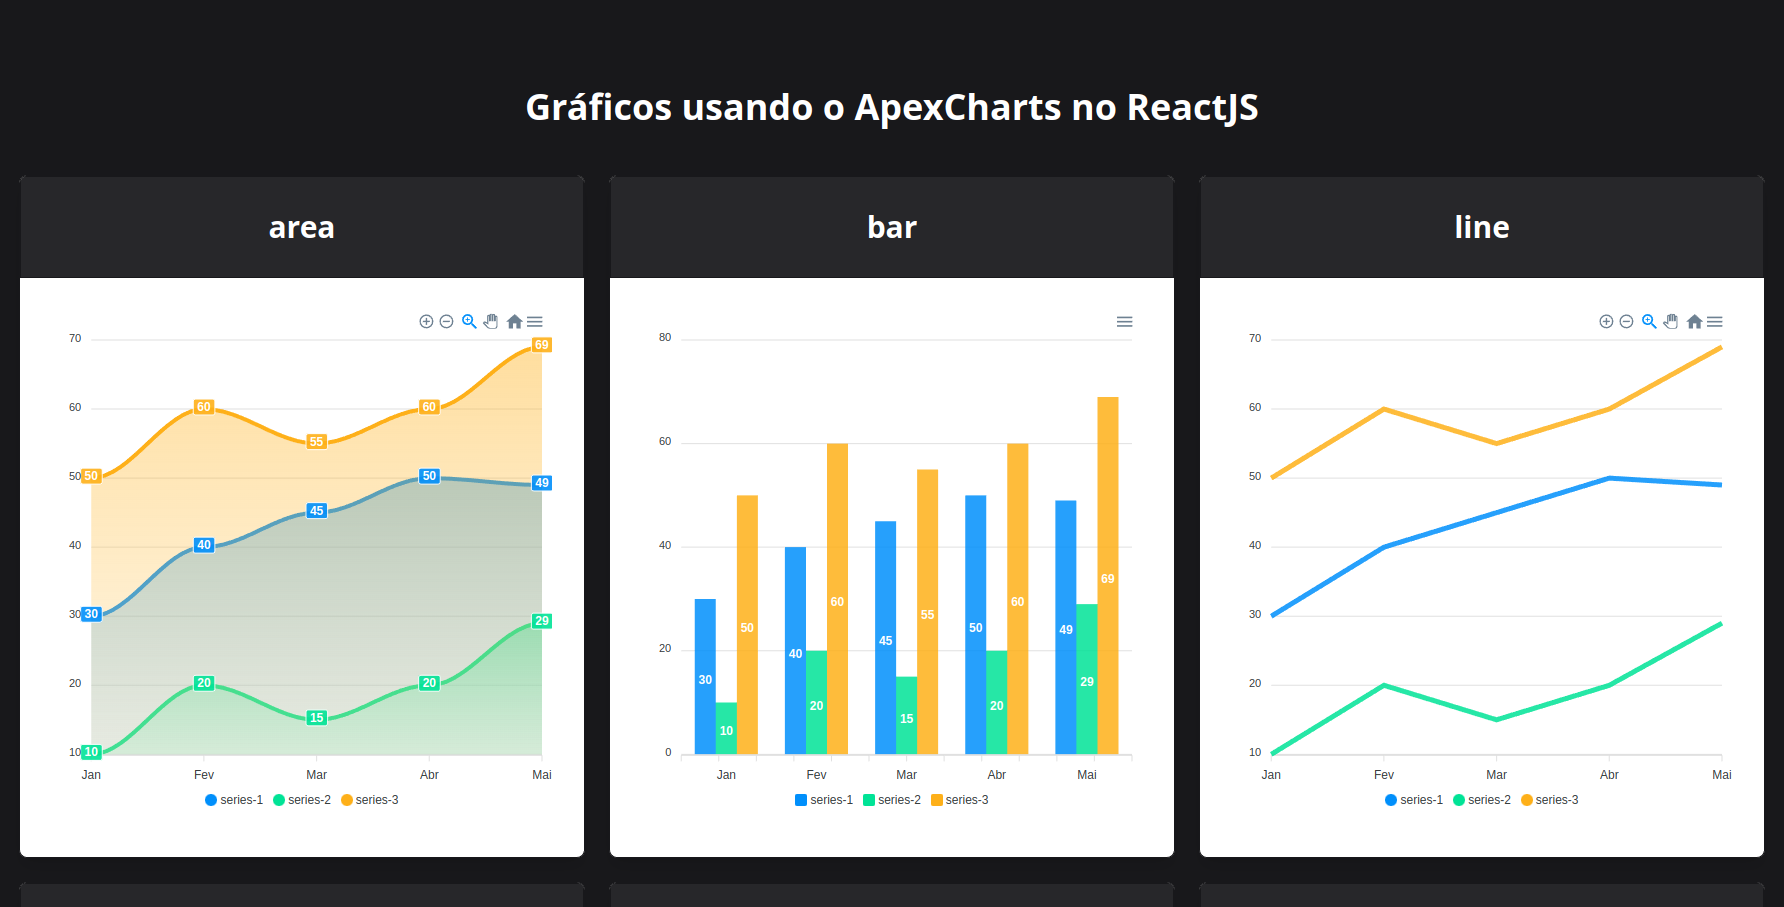 Gráficos usando o ApexCharts no ReactJS
area
70
60
50
40
30
20
10
69
60
60
55
50
50
49
45
40
30
29
20
20
15
10
Jan Fev Mar Abr Mai
series-1 series-2 series-3
bar
80
60
40
20
0
30 10 50
40 20 60
45 15 55
50 20 60
49 29 69
Jan Fev Mar Abr Mai
series-1 series-2 series-3
line
70
60
50
40
30
20
10
Jan Fev Mar Abr Mai
series-1 series-2 series-3